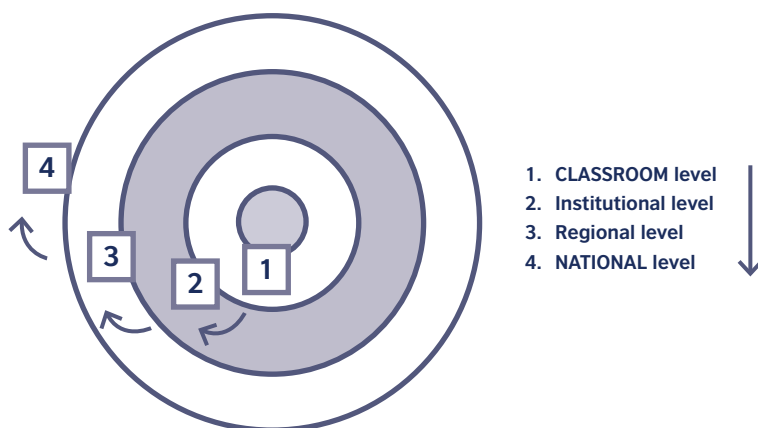 4
3
2
1
1. CLASSROOM level
2. Institutional level
3. Regional level
4. NATIONAL level